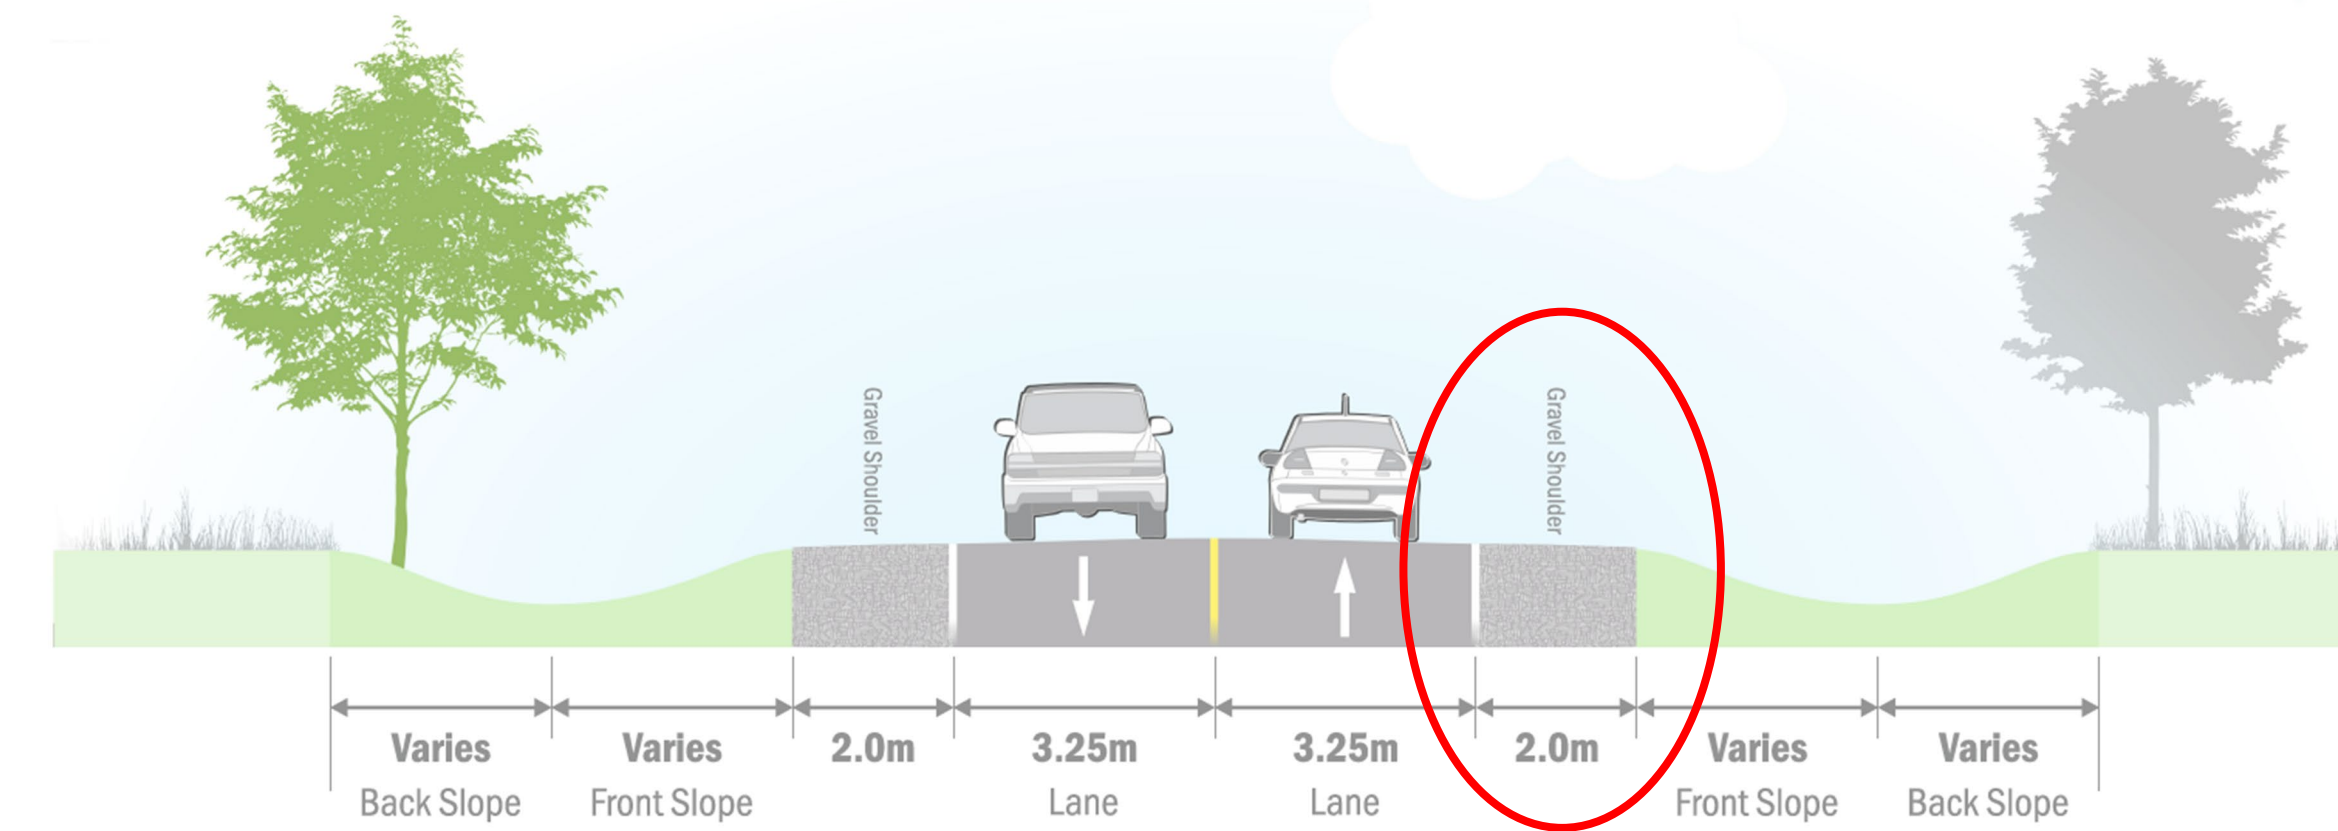 Gravel Shoulder
Gravel Shoulder
Varies
Back Slope
Varies
Front Slope
2.0m
3.25m
Lane
3.25m
Lane
2.0m
Varies
Front Slope
Varies
Back Slope